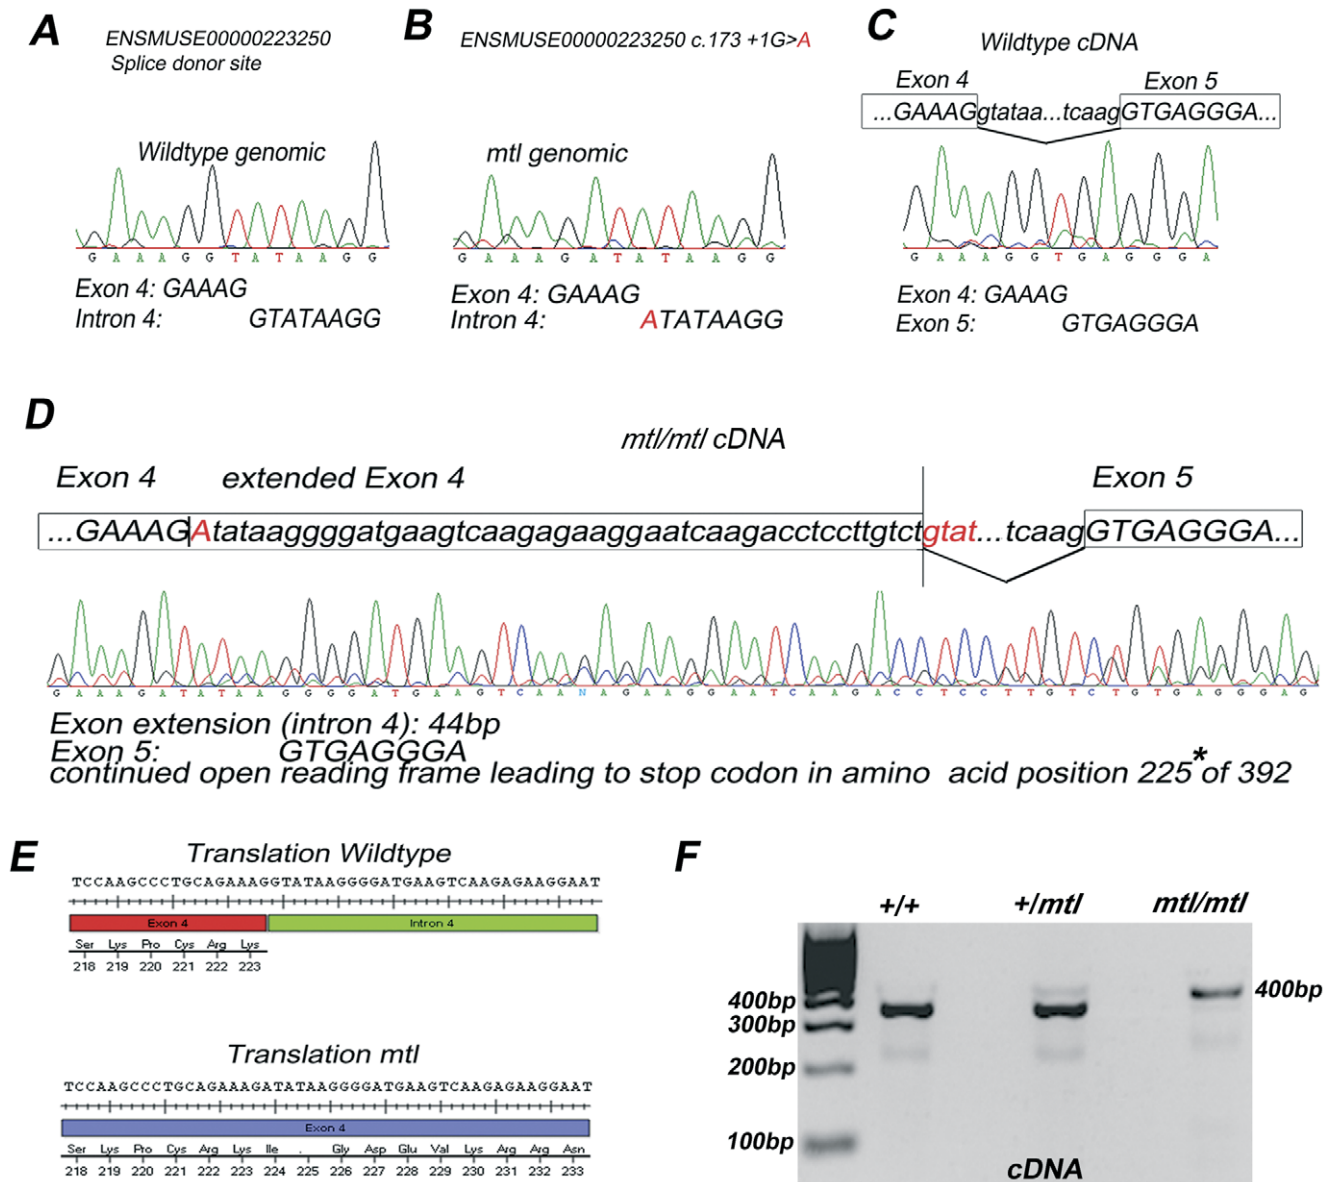 A
ENSMUSE00000223250
Splice donor site
Wildtype genomic
G A A A G G T A T A A G G
Exon 4: GAAAG
Intron 4: GTATAAGG
B
ENSMUSE00000223250 c.173 +1G>A
mtl genomic
G A A A G A T A T A A G G
Exon 4: GAAAG
Intron 4: ATATAAGG
C
Wildtype cDNA
Exon 4 Exon 5
...GAAAGgtataa...tcaagGTGAGGGA...
G A A A G G T G A G G G A
Exon 4: GAAAG
Exon 5: GTGAGGGA
D
mtl/mtl cDNA
Exon 4 extended Exon 4 Exon 5
...GAAAGAtataaggggatgaagtcaagagaaggaatcaagacctccttgtctgtat...tcaagGTGAGGGA...
G A A A G A T A T A A G G G G A T G A A G T C A A N A G A A G G A A T C A A G A C C T C C T T G T C T G T G A G G G A G
Exon extension (intron 4): 44bp
Exon 5: GTGAGGGA
continued open reading frame leading to stop codon in amino acid position 225*of 392
E
Translation Wildtype
TCCAAGCCCTGCAGAAAGGTATAAGGGGATGAAGTCAAGAGAAGGAAT
Exon 4 Intron 4
Ser Lys Pro Cys Arg Lys
218 219 220 221 222 223
Translation mtl
TCCAAGCCCTGCAGAAAGATATAAGGGGATGAAGTCAAGAGAAGGAAT
Exon 4
Ser Lys Pro Cys Arg Lys Ile . Gly Asp Glu Val Lys Arg Arg Asn
218 219 220 221 222 223 224 225 226 227 228 229 230 231 232 233
F
+/+ +/mtl mtl/mtl
400bp 400bp
300bp
200bp
100bp
cDNA